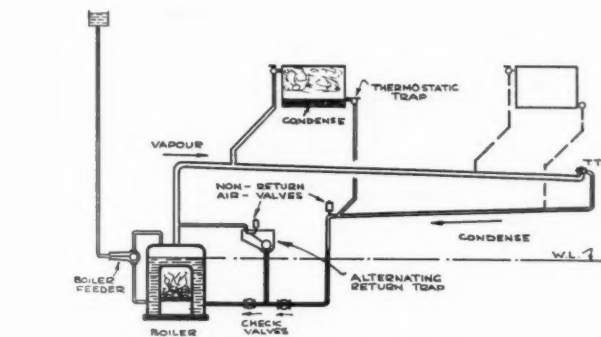 THERMOSTATIC
TRAP
CONDENSE
VAPOUR
T.T.
NON-RETURN
AIR-VALVES
CONDENSE
W.L.
BOILER
FEEDER
ALTERNATING
RETURN TRAP
CHECK
VALVES
BOILER